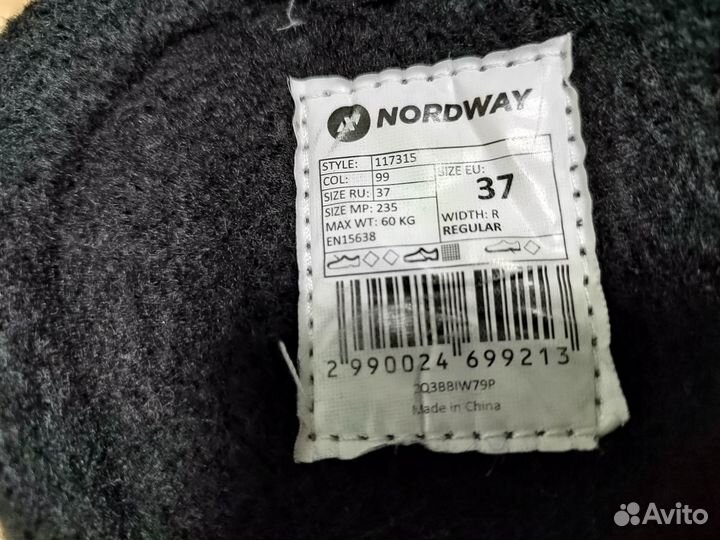 NORDWAY
STYLE: 117315
COL: 99
SIZE RU: 37
SIZE MP: 235
MAX WT: 60 KG
EN15638
SIZE EU:
37
WIDTH: R
REGULAR
2 990024 699213
Made in China
Avito